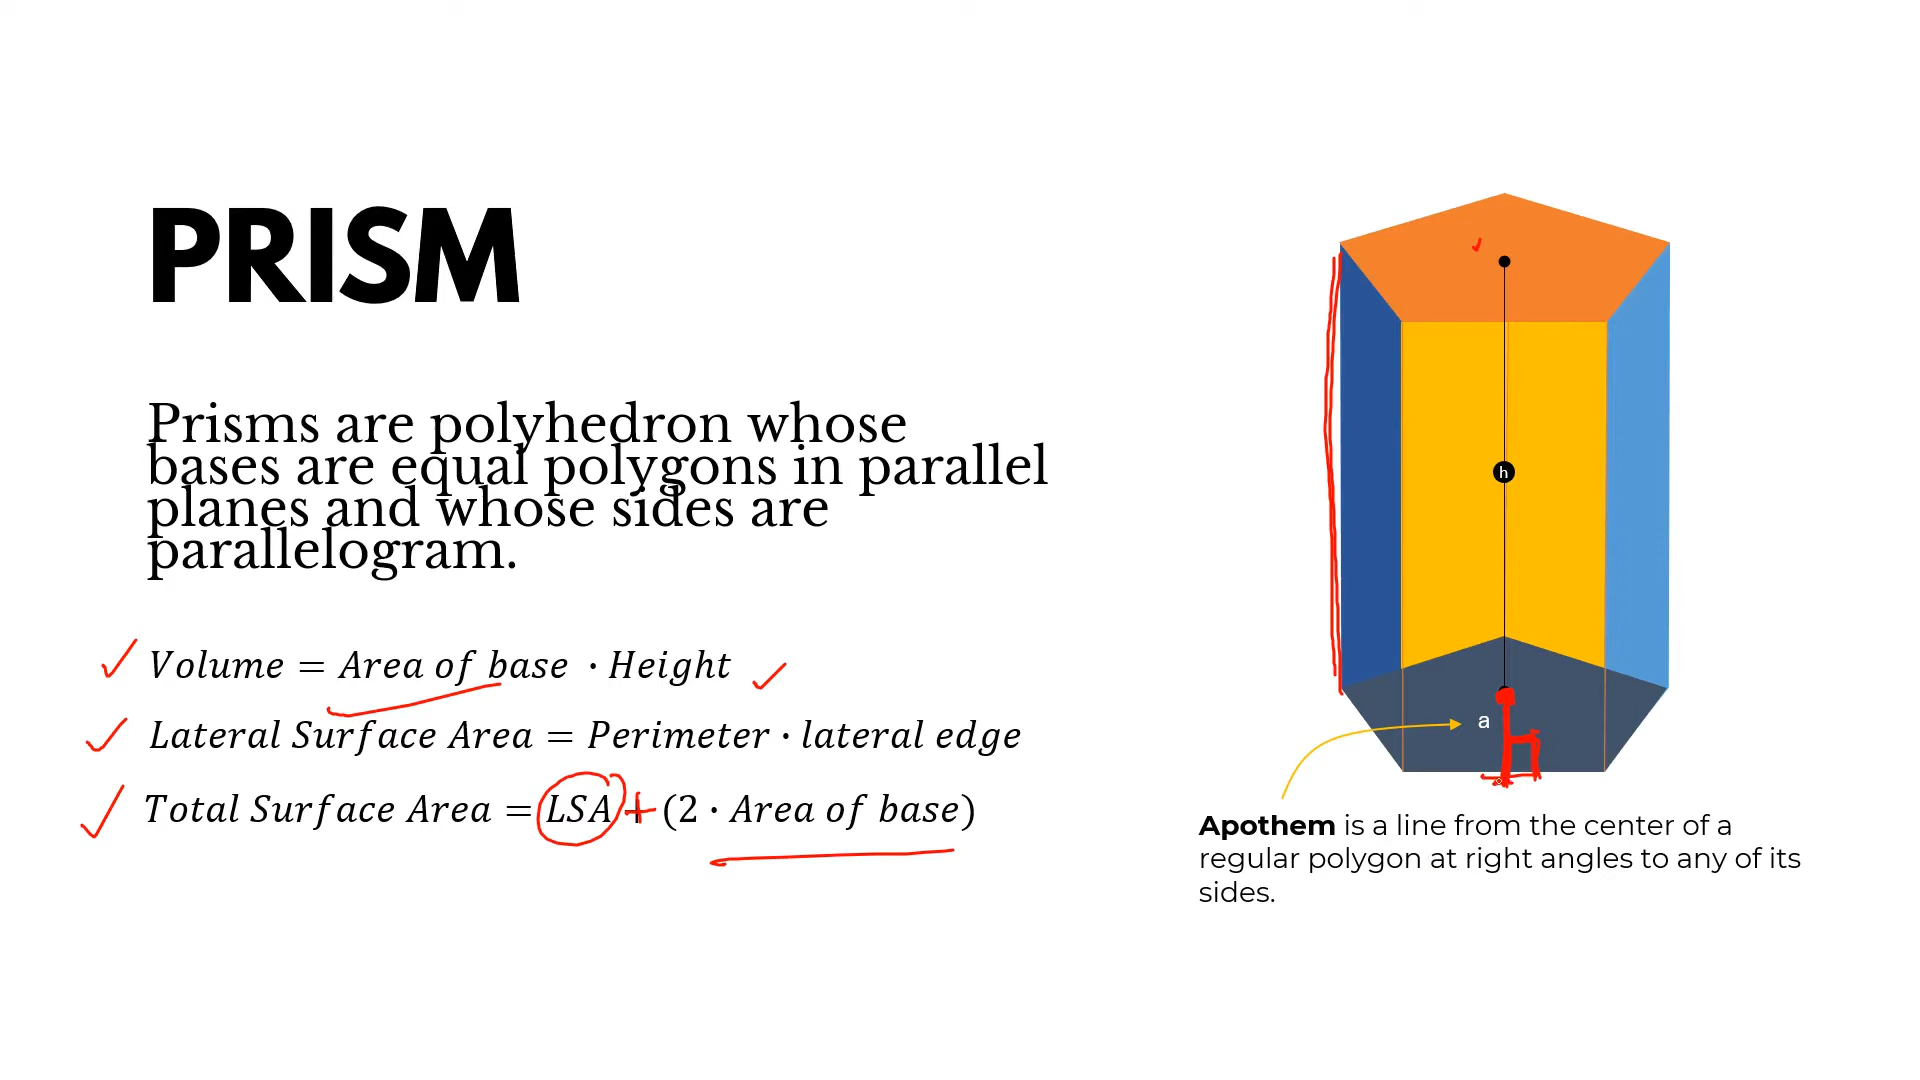 PRISM
Prisms are polyhedron whose
bases are equal polygons in parallel
planes and whose sides are
parallelogram.
Volume = Area of base · Height
Lateral Surface Area = Perimeter · lateral edge
Total Surface Area = LSA + (2 · Area of base)
h
a
Apothem is a line from the center of a
regular polygon at right angles to any of its
sides.